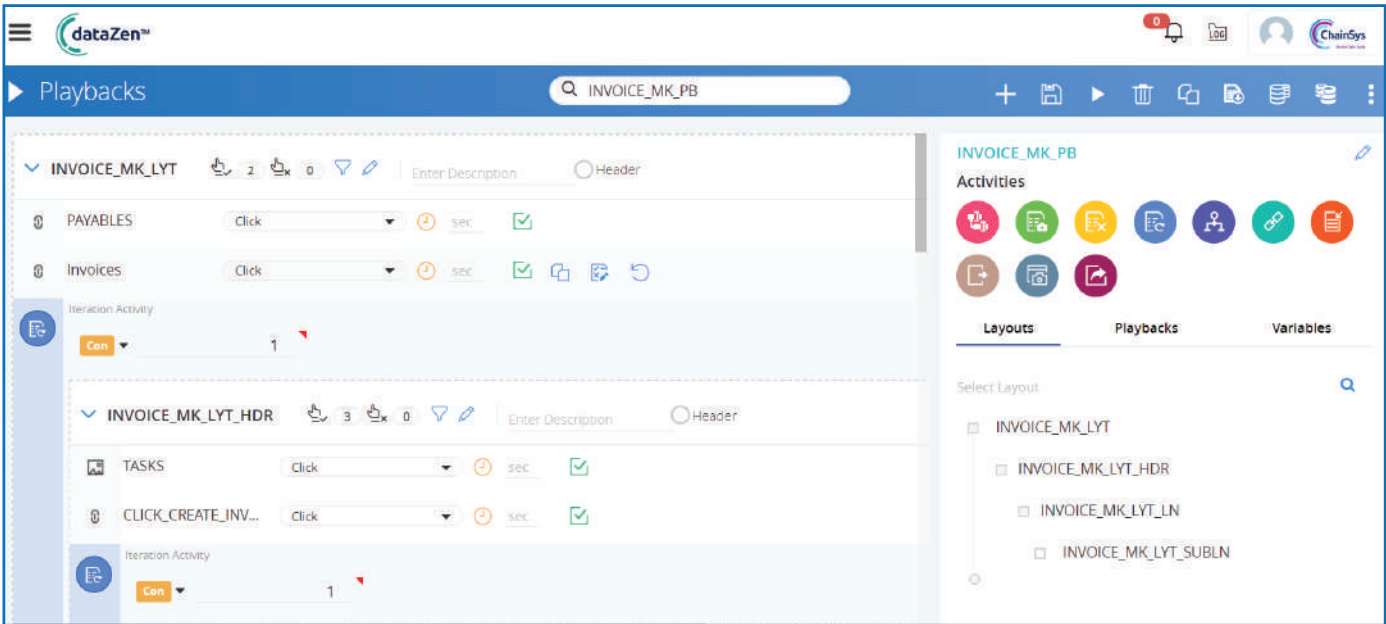 dataZen™
0
LOG
ChainSys
Playbacks
INVOICE_MK_PB
INVOICE_MK_LYT 2 0 Enter Description Header
PAYABLES Click sec
Invoices Click sec
Iteration Activity
Con 1
INVOICE_MK_LYT_HDR 3 0 Enter Description Header
TASKS Click sec
CLICK_CREATE_INV... Click sec
Iteration Activity
Con 1
INVOICE_MK_PB
Activities
Layouts Playbacks Variables
Select Layout
INVOICE_MK_LYT
INVOICE_MK_LYT_HDR
INVOICE_MK_LYT_LN
INVOICE_MK_LYT_SUBLN